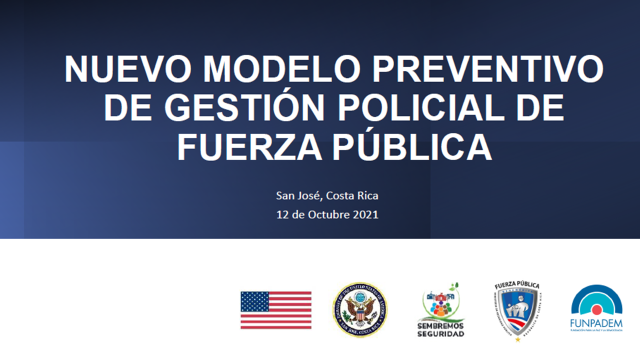 NUEVO MODELO PREVENTIVO
DE GESTIÓN POLICIAL DE
FUERZA PÚBLICA
San José, Costa Rica
12 de Octubre 2021
SEMBREMOS
SEGURIDAD
FUERZA PÚBLICA
FUNPADEM